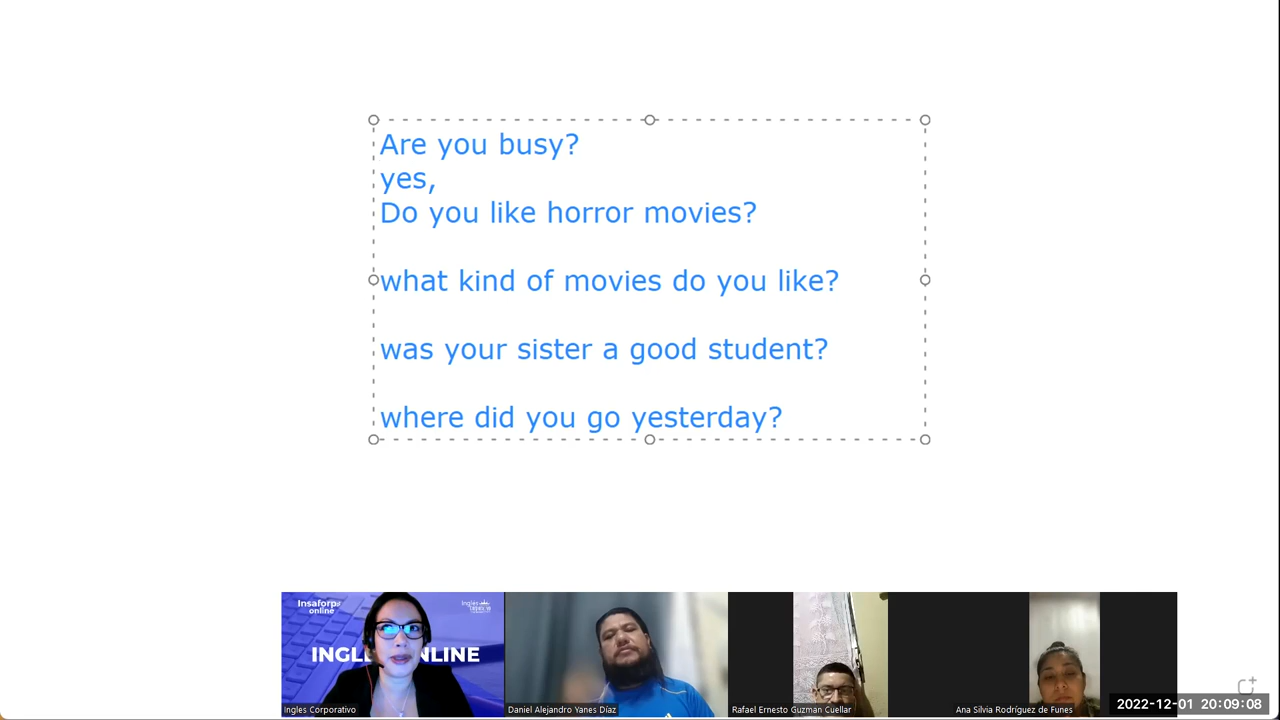 Are you busy?
yes,
Do you like horror movies?
what kind of movies do you like?
was your sister a good student?
where did you go yesterday?
Insaforp
online
INGL NLINE
Ingles Corporativo
Daniel Alejandro Yanes Díaz
Rafael Ernesto Guzman Cuellar
Ana Silvia Rodríguez de Funes
2022-12-01 20:09:08